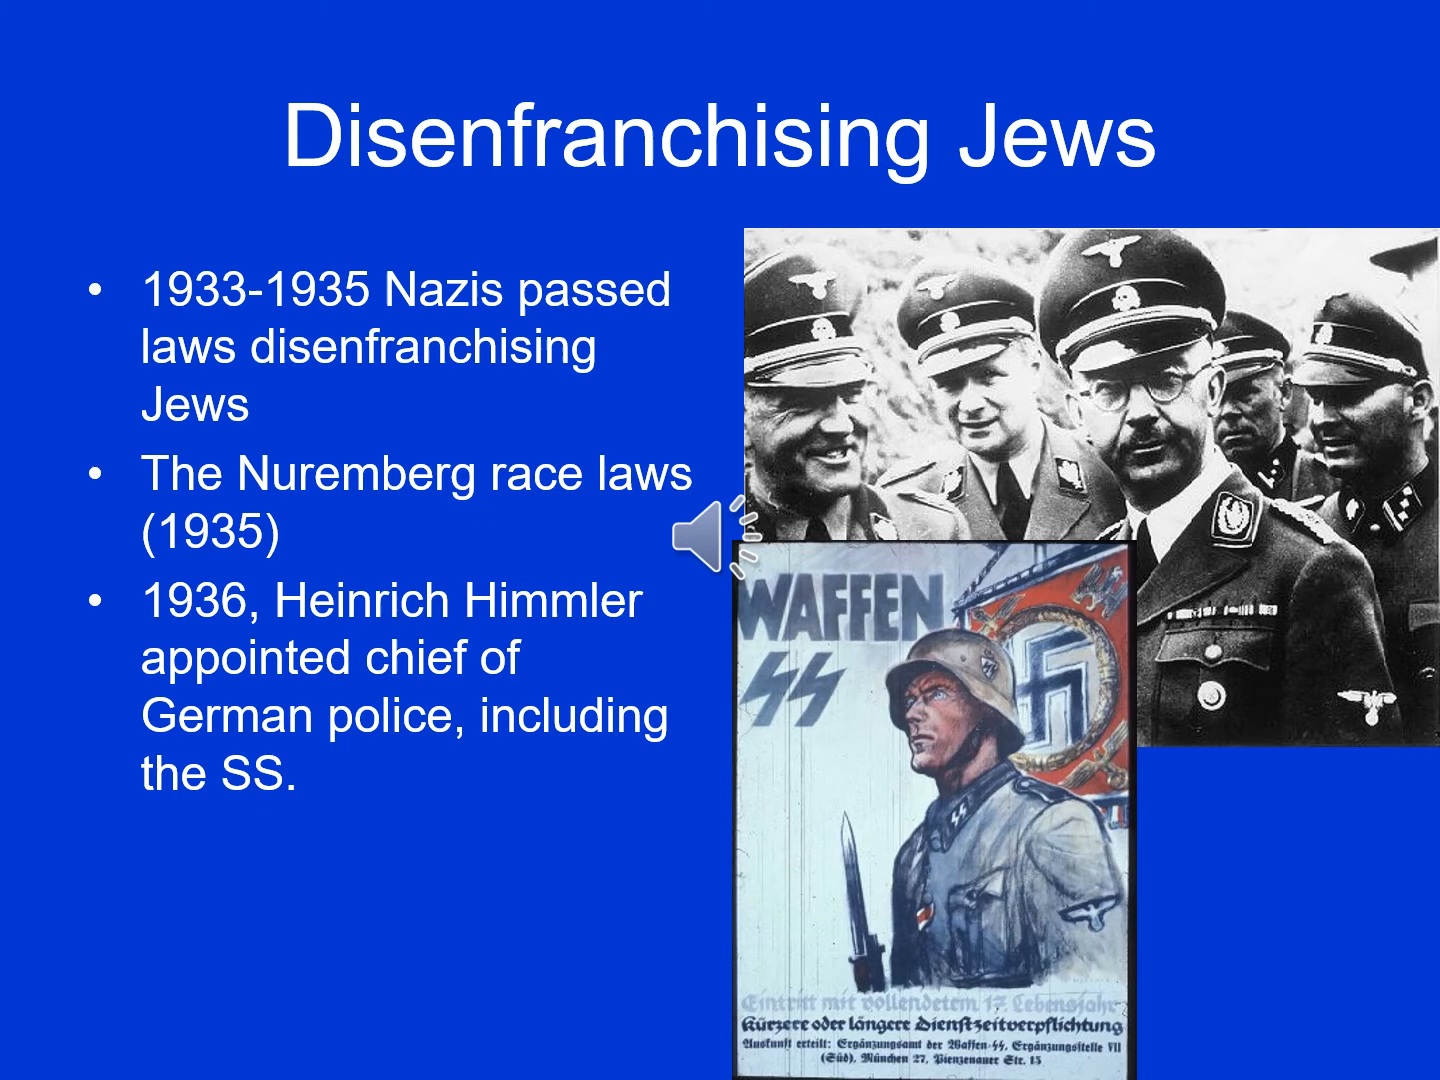 Disenfranchising Jews
• 1933-1935 Nazis passed
laws disenfranchising
Jews
• The Nuremberg race laws
(1935)
• 1936, Heinrich Himmler
appointed chief of
German police, including
the SS.
WAFFEN
SS
Eintritt mit vollendetem 17. Lebensjahr
Kürzere oder längere Dienstzeitverpflichtung
Auskunft erteilt: Ergänzungsamt der Waffen-SS, Ergänzungsstelle VII
(Süd), München 27, Pienzenauer Str. 15